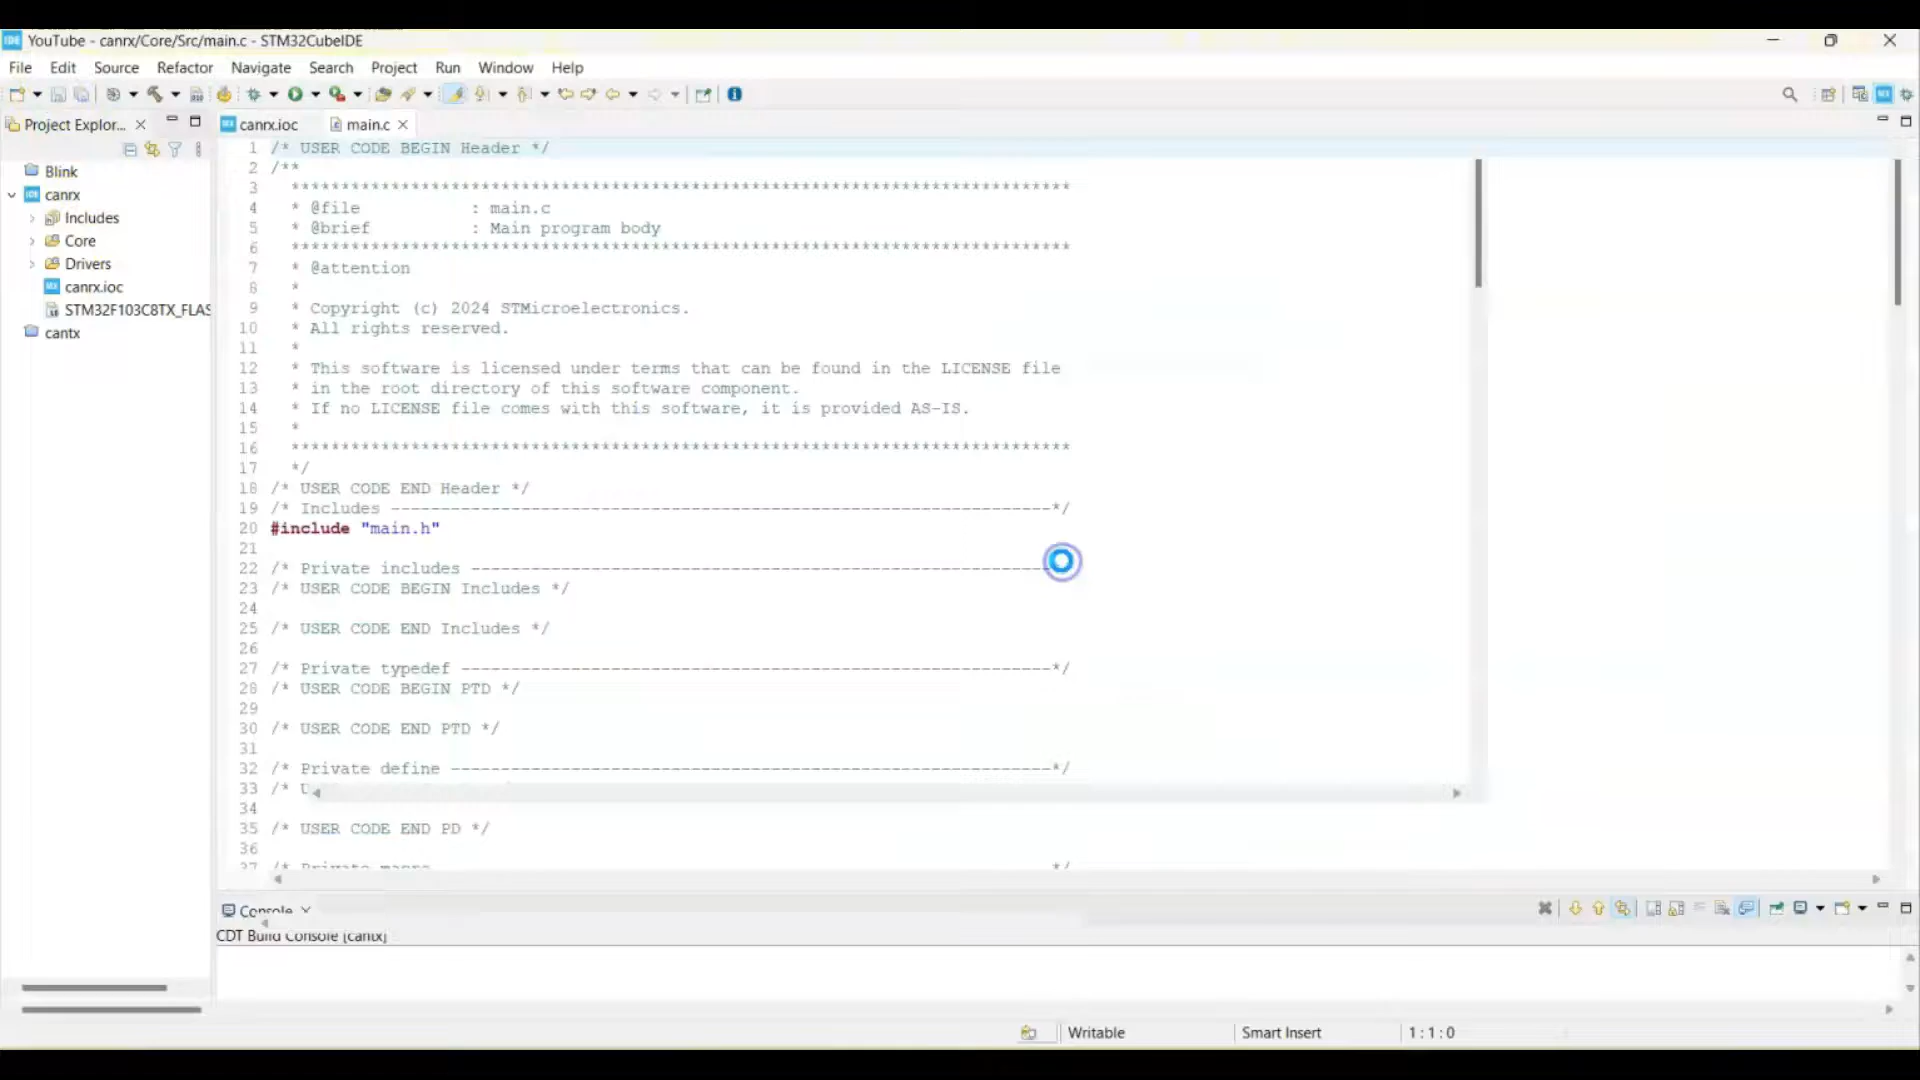 YouTube - canrx/Core/Src/main.c - STM32CubeIDE
File Edit Source Refactor Navigate Search Project Run Window Help
Project Explor...
canrx.ioc
main.c
Blink
canrx
Includes
Core
Drivers
canrx.ioc
STM32F103C8TX_FLAS
cantx
1 /* USER CODE BEGIN Header */
2 /**
3 ******************************************************************************
4 * @file : main.c
5 * @brief : Main program body
6 ******************************************************************************
7 * @attention
8 *
9 * Copyright (c) 2024 STMicroelectronics.
10 * All rights reserved.
11 *
12 * This software is licensed under terms that can be found in the LICENSE file
13 * in the root directory of this software component.
14 * If no LICENSE file comes with this software, it is provided AS-IS.
15 *
16 ******************************************************************************
17 */
18 /* USER CODE END Header */
19 /* Includes ------------------------------------------------------------------*/
20 #include "main.h"
21
22 /* Private includes ----------------------------------------------------------
23 /* USER CODE BEGIN Includes */
24
25 /* USER CODE END Includes */
26
27 /* Private typedef -----------------------------------------------------------*/
28 /* USER CODE BEGIN PTD */
29
30 /* USER CODE END PTD */
31
32 /* Private define ------------------------------------------------------------*/
33 /* U
34
35 /* USER CODE END PD */
36
37 /* Private macro */
Console
CDT Build Console [cantx]
Writable Smart Insert 1 : 1 : 0